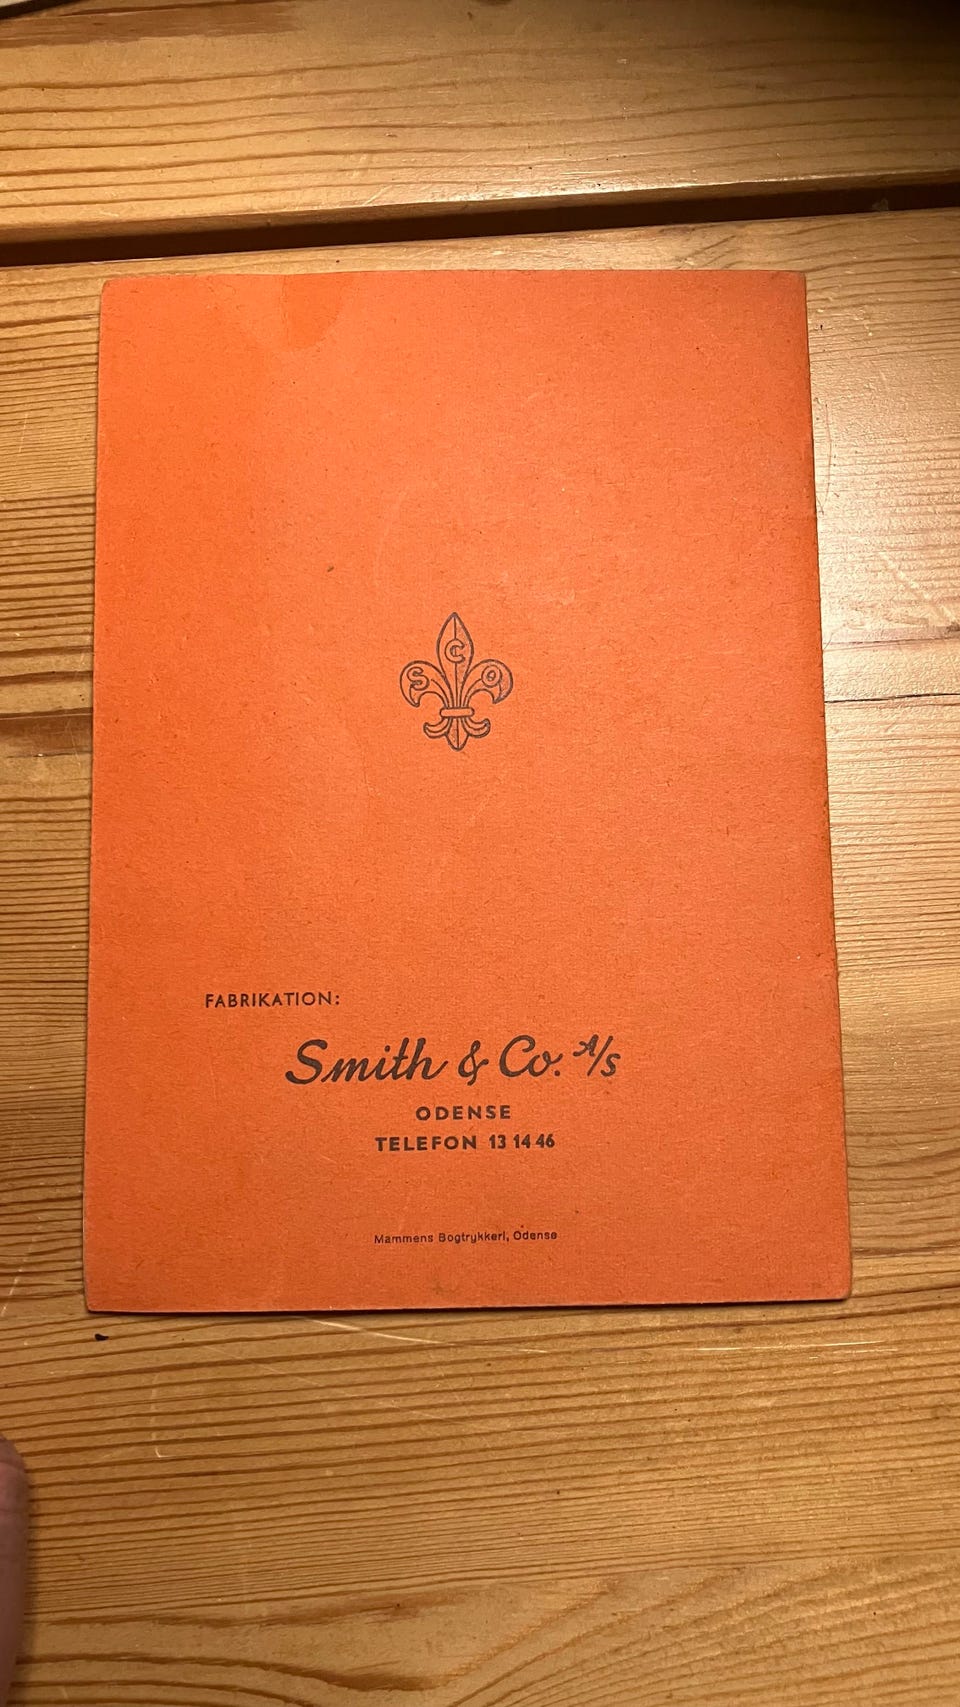 S C O
FABRIKATION:
Smith & Co. A/S
ODENSE
TELEFON 13 14 46
Mammens Bogtrykkeri, Odense